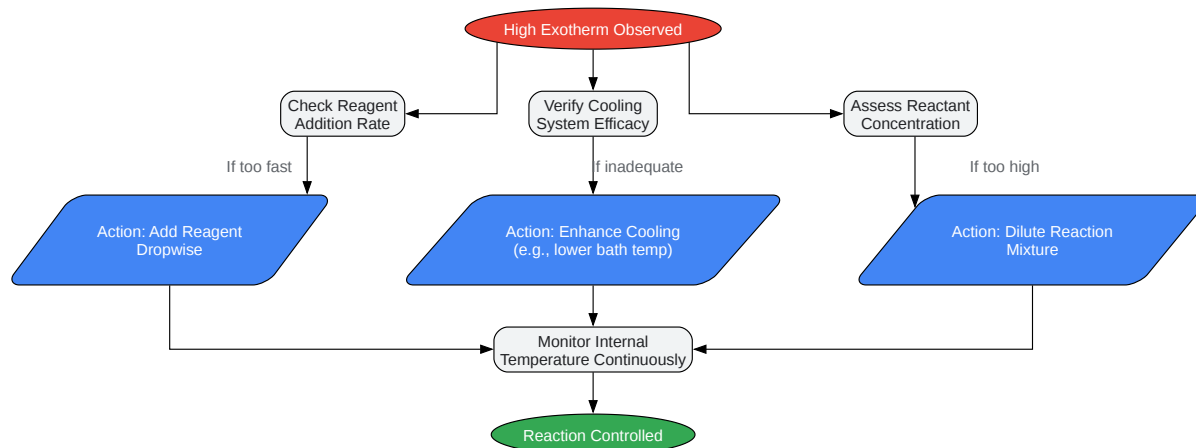 High Exotherm Observed
Check Reagent
Addition Rate
Verify Cooling
System Efficacy
Assess Reactant
Concentration
If too fast
If inadequate
If too high
Action: Add Reagent
Dropwise
Action: Enhance Cooling
(e.g., lower bath temp)
Action: Dilute Reaction
Mixture
Monitor Internal
Temperature Continuously
Reaction Controlled